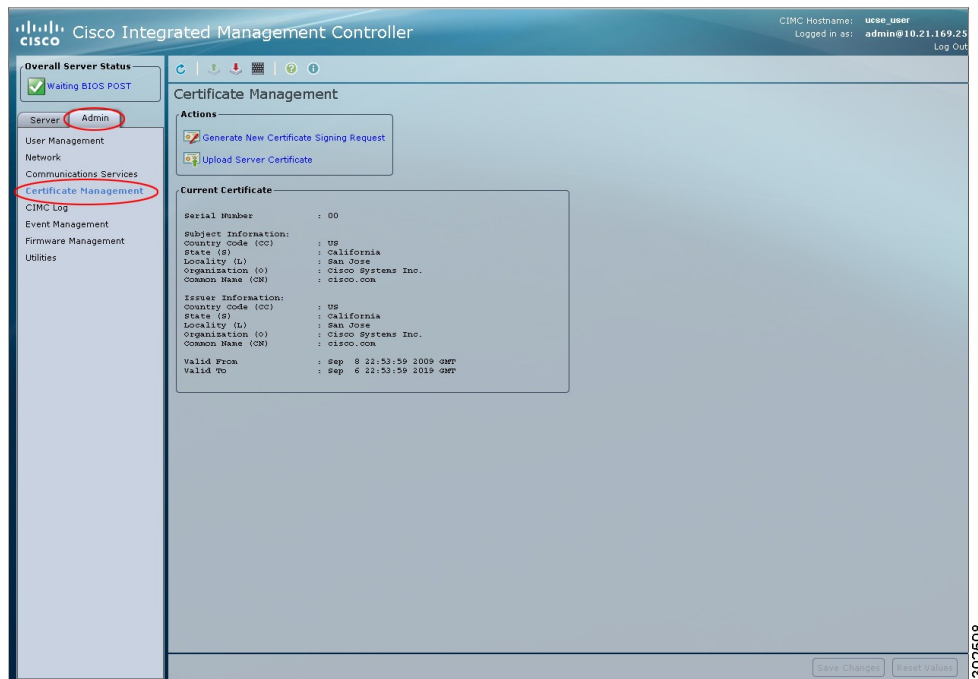 CISCO Cisco Integrated Management Controller
CIMC Hostname: ucse_user
Logged in as: admin@10.21.169.25
Log Out
Overall Server Status
Waiting BIOS POST
Server Admin
User Management
Network
Communications Services
Certificate Management
CIMC Log
Event Management
Firmware Management
Utilities
Certificate Management
Actions
Generate New Certificate Signing Request
Upload Server Certificate
Current Certificate
Serial Number : 00
Subject Information:
Country Code (CC) : US
State (S) : California
Locality (L) : San Jose
Organization (O) : Cisco Systems Inc.
Common Name (CN) : cisco.com
Issuer Information:
Country Code (CC) : US
State (S) : California
Locality (L) : San Jose
Organization (O) : Cisco Systems Inc.
Common Name (CN) : cisco.com
Valid From : Sep 8 22:53:59 2009 GMT
Valid To : Sep 6 22:53:59 2019 GMT
Save Changes Reset Values